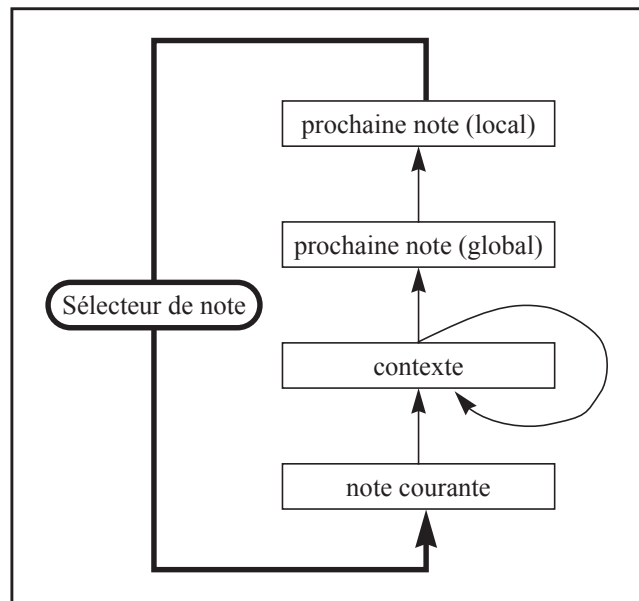 prochaine note (local)
prochaine note (global)
Sélecteur de note
contexte
note courante